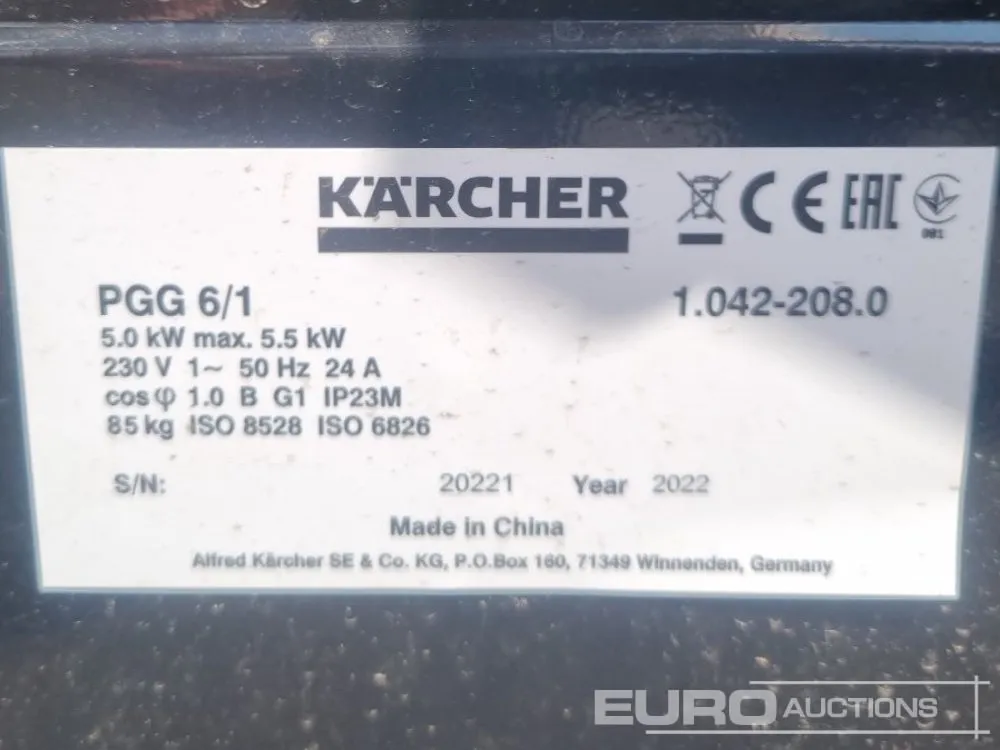 KÄRCHER
CE EAC
001
PGG 6/1 1.042-208.0
5.0 kW max. 5.5 kW
230 V 1~ 50 Hz 24 A
cos φ 1.0 B G1 IP23M
85 kg ISO 8528 ISO 6826
S/N: 20221 Year 2022
Made in China
Alfred Kärcher SE & Co. KG, P.O.Box 160, 71349 Winnenden, Germany
EURO AUCTIONS